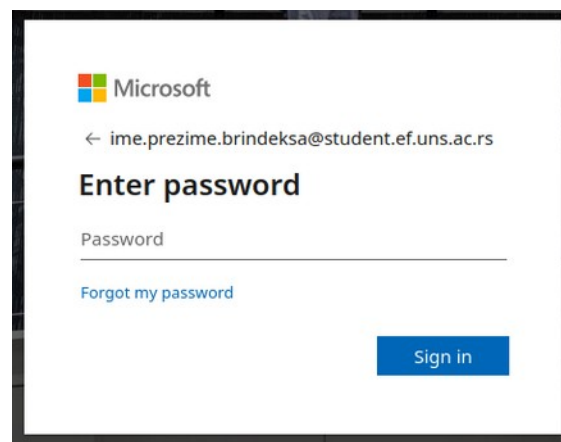 Microsoft
← ime.prezime.brindeksa@student.ef.uns.ac.rs
Enter password
Password
Forgot my password
Sign in